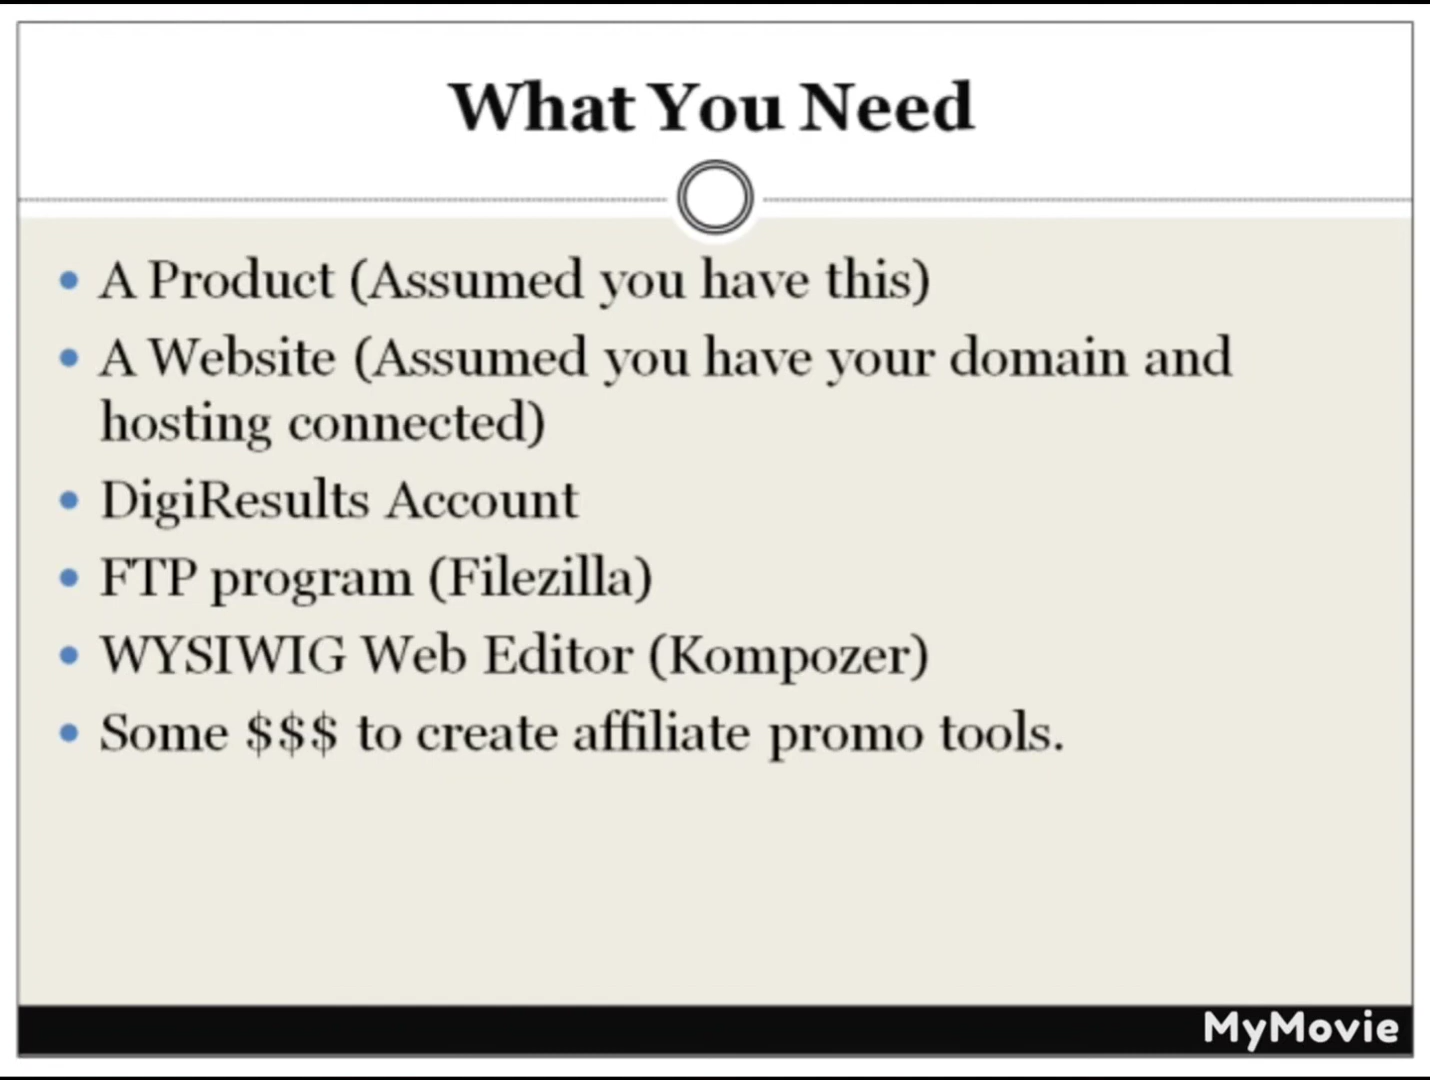 What You Need
• A Product (Assumed you have this)
• A Website (Assumed you have your domain and
hosting connected)
• DigiResults Account
• FTP program (Filezilla)
• WYSIWIG Web Editor (Kompozer)
• Some $$$ to create affiliate promo tools.
MyMovie